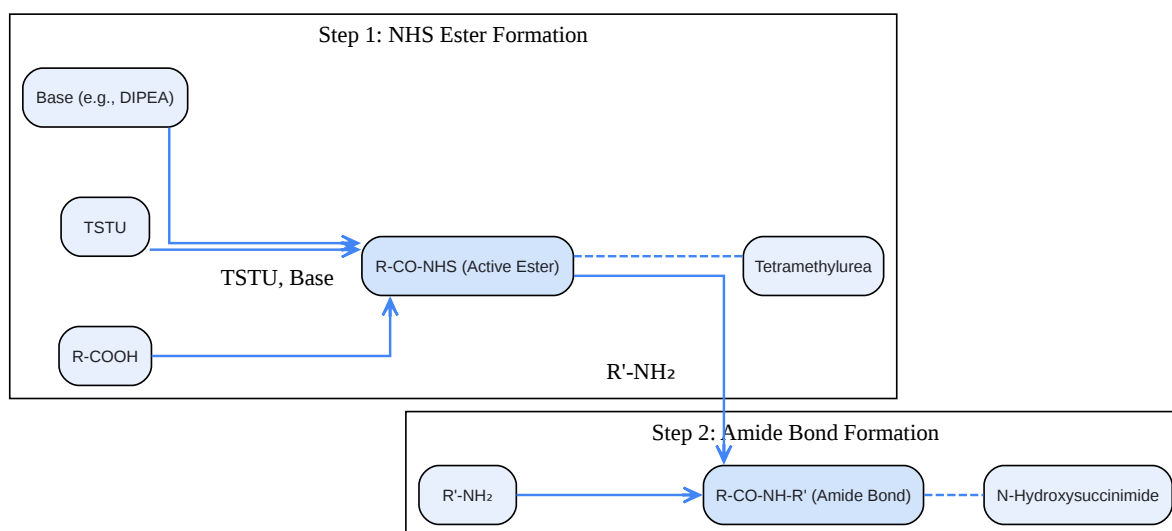 Step 1: NHS Ester Formation
Base (e.g., DIPEA)
TSTU
R-CO-NHS (Active Ester)
Tetramethylurea
TSTU, Base
R-COOH
R'-NH₂
Step 2: Amide Bond Formation
R'-NH₂
R-CO-NH-R' (Amide Bond)
N-Hydroxysuccinimide